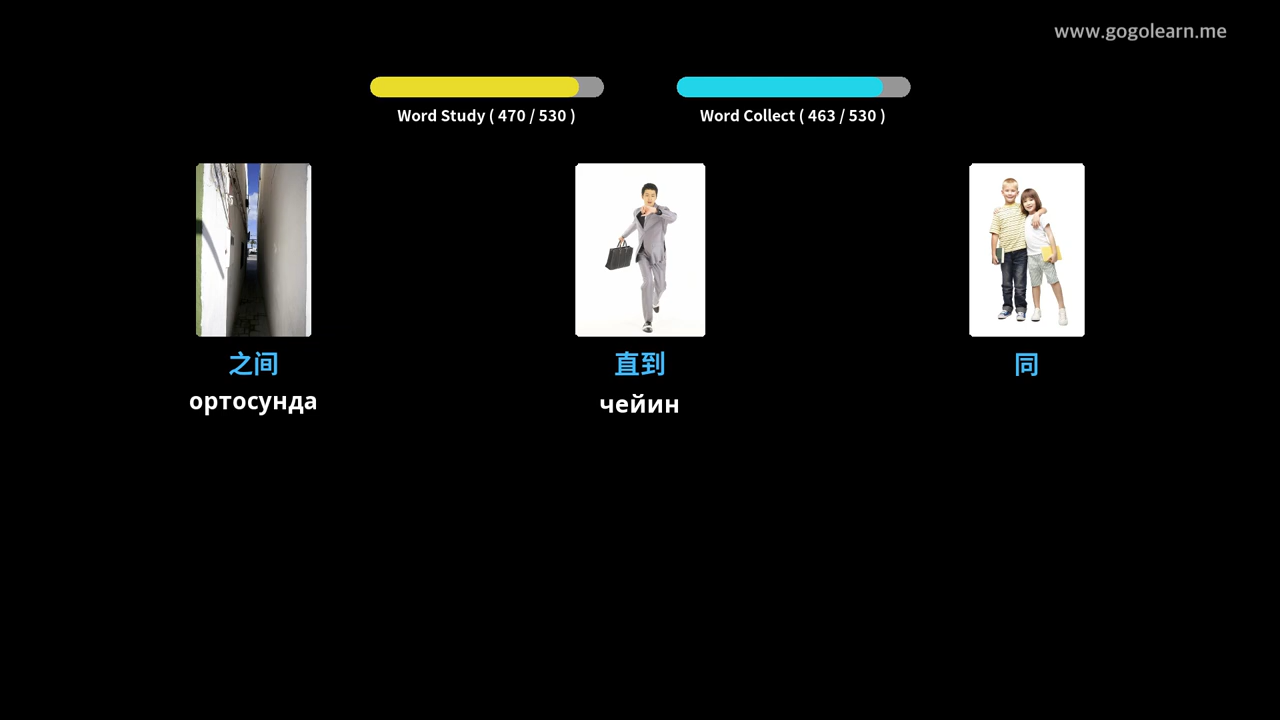 www.gogolearn.me
Word Study ( 470 / 530 )
Word Collect ( 463 / 530 )
之间
直到
同
ортосунда
чейин